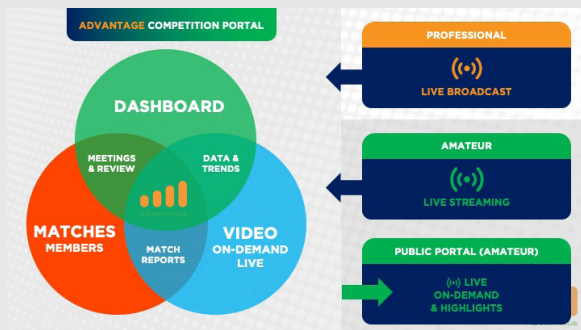 ADVANTAGE COMPETITION PORTAL
DASHBOARD
MEETINGS
& REVIEW
DATA &
TRENDS
ADVANTAGE
MATCHES
MEMBERS
MATCH
REPORTS
VIDEO
ON-DEMAND
LIVE
PROFESSIONAL
LIVE BROADCAST
AMATEUR
LIVE STREAMING
PUBLIC PORTAL (AMATEUR)
LIVE
ON-DEMAND
& HIGHLIGHTS